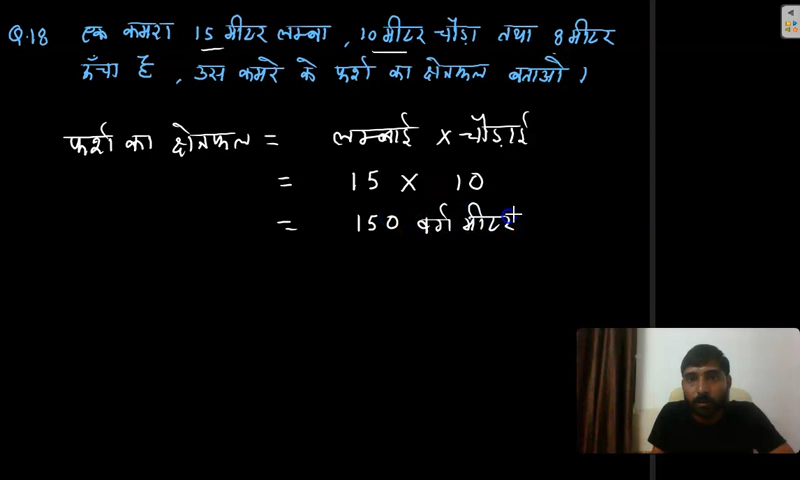 Q.18 एक कमरा 15 मीटर लम्बा, 10 मीटर चौड़ा तथा 8 मीटर
ऊँचा है, उस कमरे के फर्श का क्षेत्रफल बताओ।
फर्श का क्षेत्रफल = लम्बाई x चौड़ाई
= 15 x 10
= 150 वर्ग मीटर